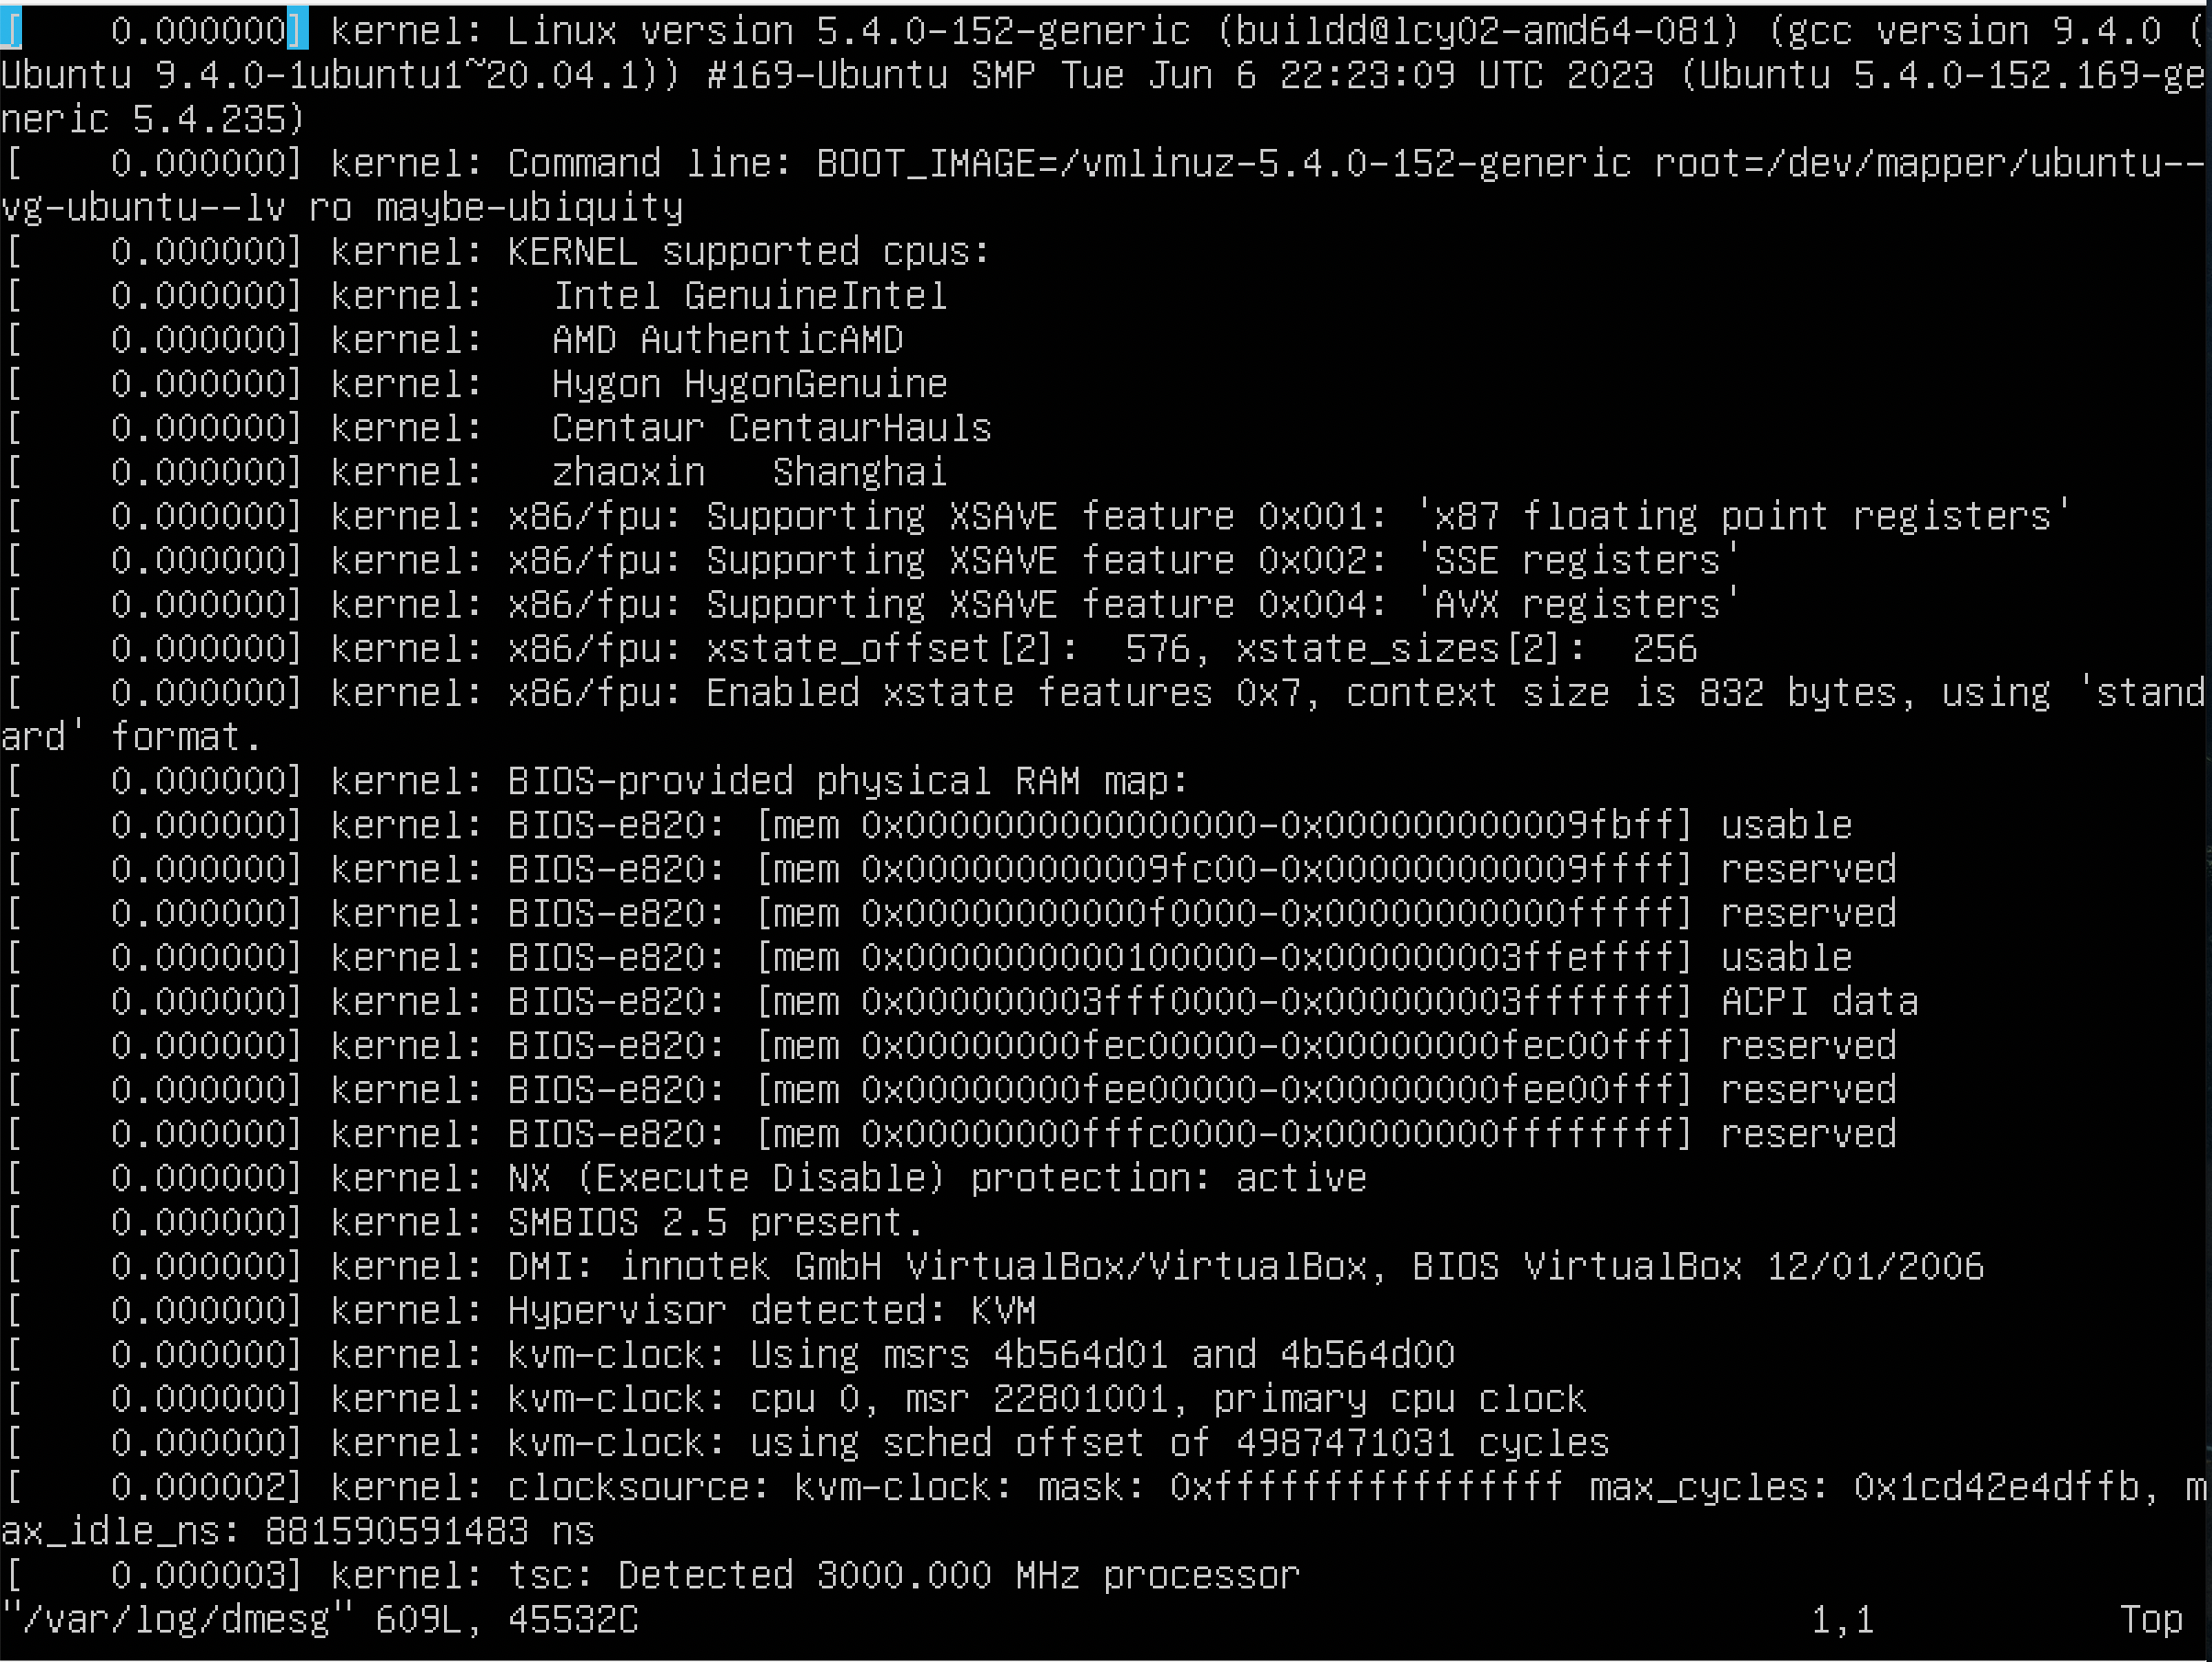 [    0.000000] kernel: Linux version 5.4.0-152-generic (buildd@lcy02-amd64-081) (gcc version 9.4.0 (
Ubuntu 9.4.0-1ubuntu1~20.04.1)) #169-Ubuntu SMP Tue Jun 6 22:23:09 UTC 2023 (Ubuntu 5.4.0-152.169-ge
neric 5.4.235)
[    0.000000] kernel: Command line: BOOT_IMAGE=/vmlinuz-5.4.0-152-generic root=/dev/mapper/ubuntu--
vg-ubuntu--lv ro maybe-ubiquity
[    0.000000] kernel: KERNEL supported cpus:
[    0.000000] kernel:   Intel GenuineIntel
[    0.000000] kernel:   AMD AuthenticAMD
[    0.000000] kernel:   Hygon HygonGenuine
[    0.000000] kernel:   Centaur CentaurHauls
[    0.000000] kernel:   zhaoxin   Shanghai
[    0.000000] kernel: x86/fpu: Supporting XSAVE feature 0x001: 'x87 floating point registers'
[    0.000000] kernel: x86/fpu: Supporting XSAVE feature 0x002: 'SSE registers'
[    0.000000] kernel: x86/fpu: Supporting XSAVE feature 0x004: 'AVX registers'
[    0.000000] kernel: x86/fpu: xstate_offset[2]:  576, xstate_sizes[2]:  256
[    0.000000] kernel: x86/fpu: Enabled xstate features 0x7, context size is 832 bytes, using 'stand
ard' format.
[    0.000000] kernel: BIOS-provided physical RAM map:
[    0.000000] kernel: BIOS-e820: [mem 0x0000000000000000-0x000000000009fbff] usable
[    0.000000] kernel: BIOS-e820: [mem 0x000000000009fc00-0x000000000009ffff] reserved
[    0.000000] kernel: BIOS-e820: [mem 0x00000000000f0000-0x00000000000fffff] reserved
[    0.000000] kernel: BIOS-e820: [mem 0x0000000000100000-0x000000003ffeffff] usable
[    0.000000] kernel: BIOS-e820: [mem 0x000000003fff0000-0x000000003fffffff] ACPI data
[    0.000000] kernel: BIOS-e820: [mem 0x00000000fec00000-0x00000000fec00fff] reserved
[    0.000000] kernel: BIOS-e820: [mem 0x00000000fee00000-0x00000000fee00fff] reserved
[    0.000000] kernel: BIOS-e820: [mem 0x00000000fffc0000-0x00000000ffffffff] reserved
[    0.000000] kernel: NX (Execute Disable) protection: active
[    0.000000] kernel: SMBIOS 2.5 present.
[    0.000000] kernel: DMI: innotek GmbH VirtualBox/VirtualBox, BIOS VirtualBox 12/01/2006
[    0.000000] kernel: Hypervisor detected: KVM
[    0.000000] kernel: kvm-clock: Using msrs 4b564d01 and 4b564d00
[    0.000000] kernel: kvm-clock: cpu 0, msr 22801001, primary cpu clock
[    0.000000] kernel: kvm-clock: using sched offset of 4987471031 cycles
[    0.000002] kernel: clocksource: kvm-clock: mask: 0xffffffffffffffff max_cycles: 0x1cd42e4dffb, m
ax_idle_ns: 881590591483 ns
[    0.000003] kernel: tsc: Detected 3000.000 MHz processor
"/var/log/dmesg" 609L, 45532C 1,1 Top